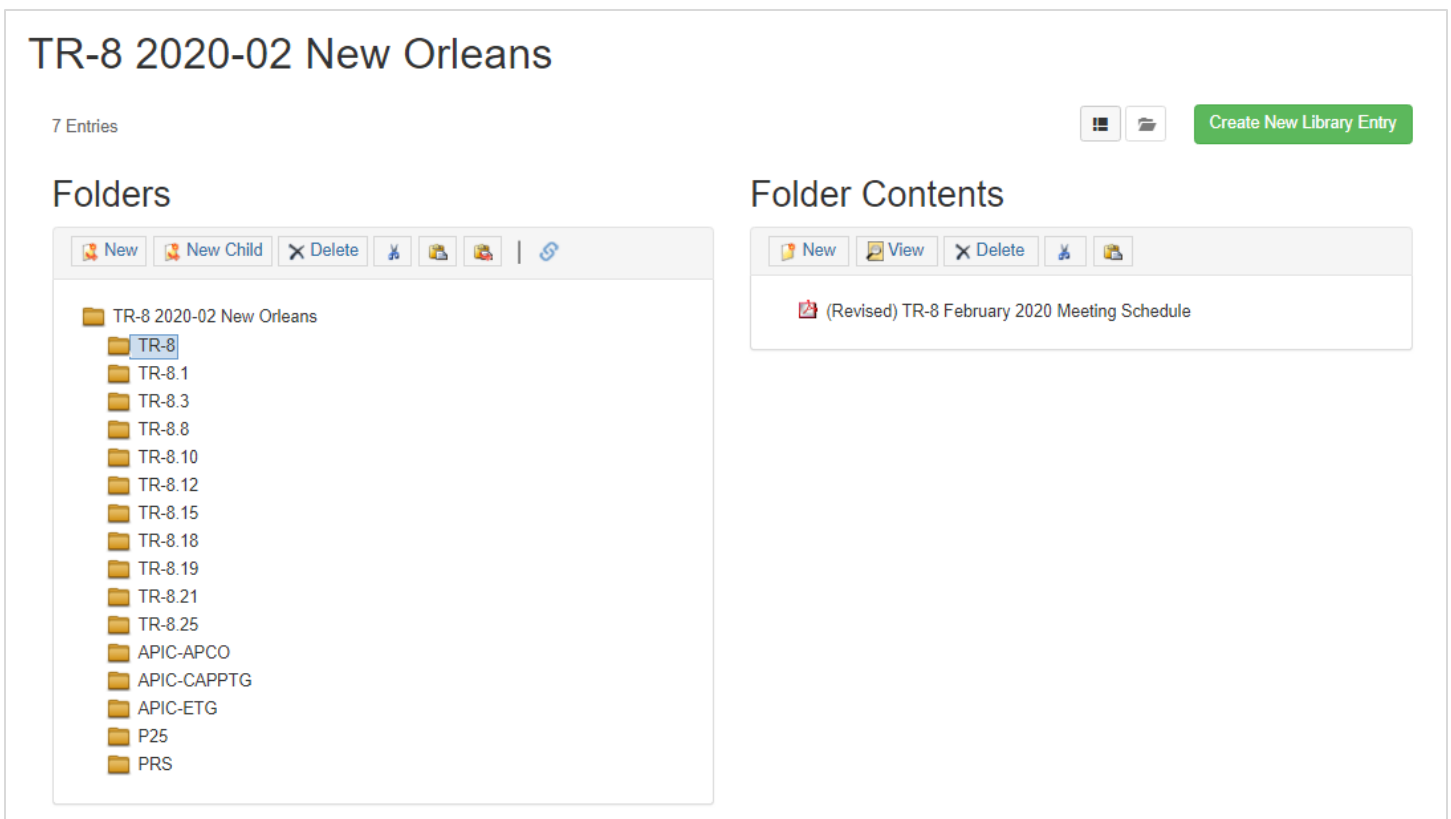 TR-8 2020-02 New Orleans
7 Entries
Create New Library Entry
Folders
New
New Child
Delete
TR-8 2020-02 New Orleans
TR-8
TR-8.1
TR-8.3
TR-8.8
TR-8.10
TR-8.12
TR-8.15
TR-8.18
TR-8.19
TR-8.21
TR-8.25
APIC-APCO
APIC-CAPPTG
APIC-ETG
P25
PRS
Folder Contents
New
View
Delete
(Revised) TR-8 February 2020 Meeting Schedule